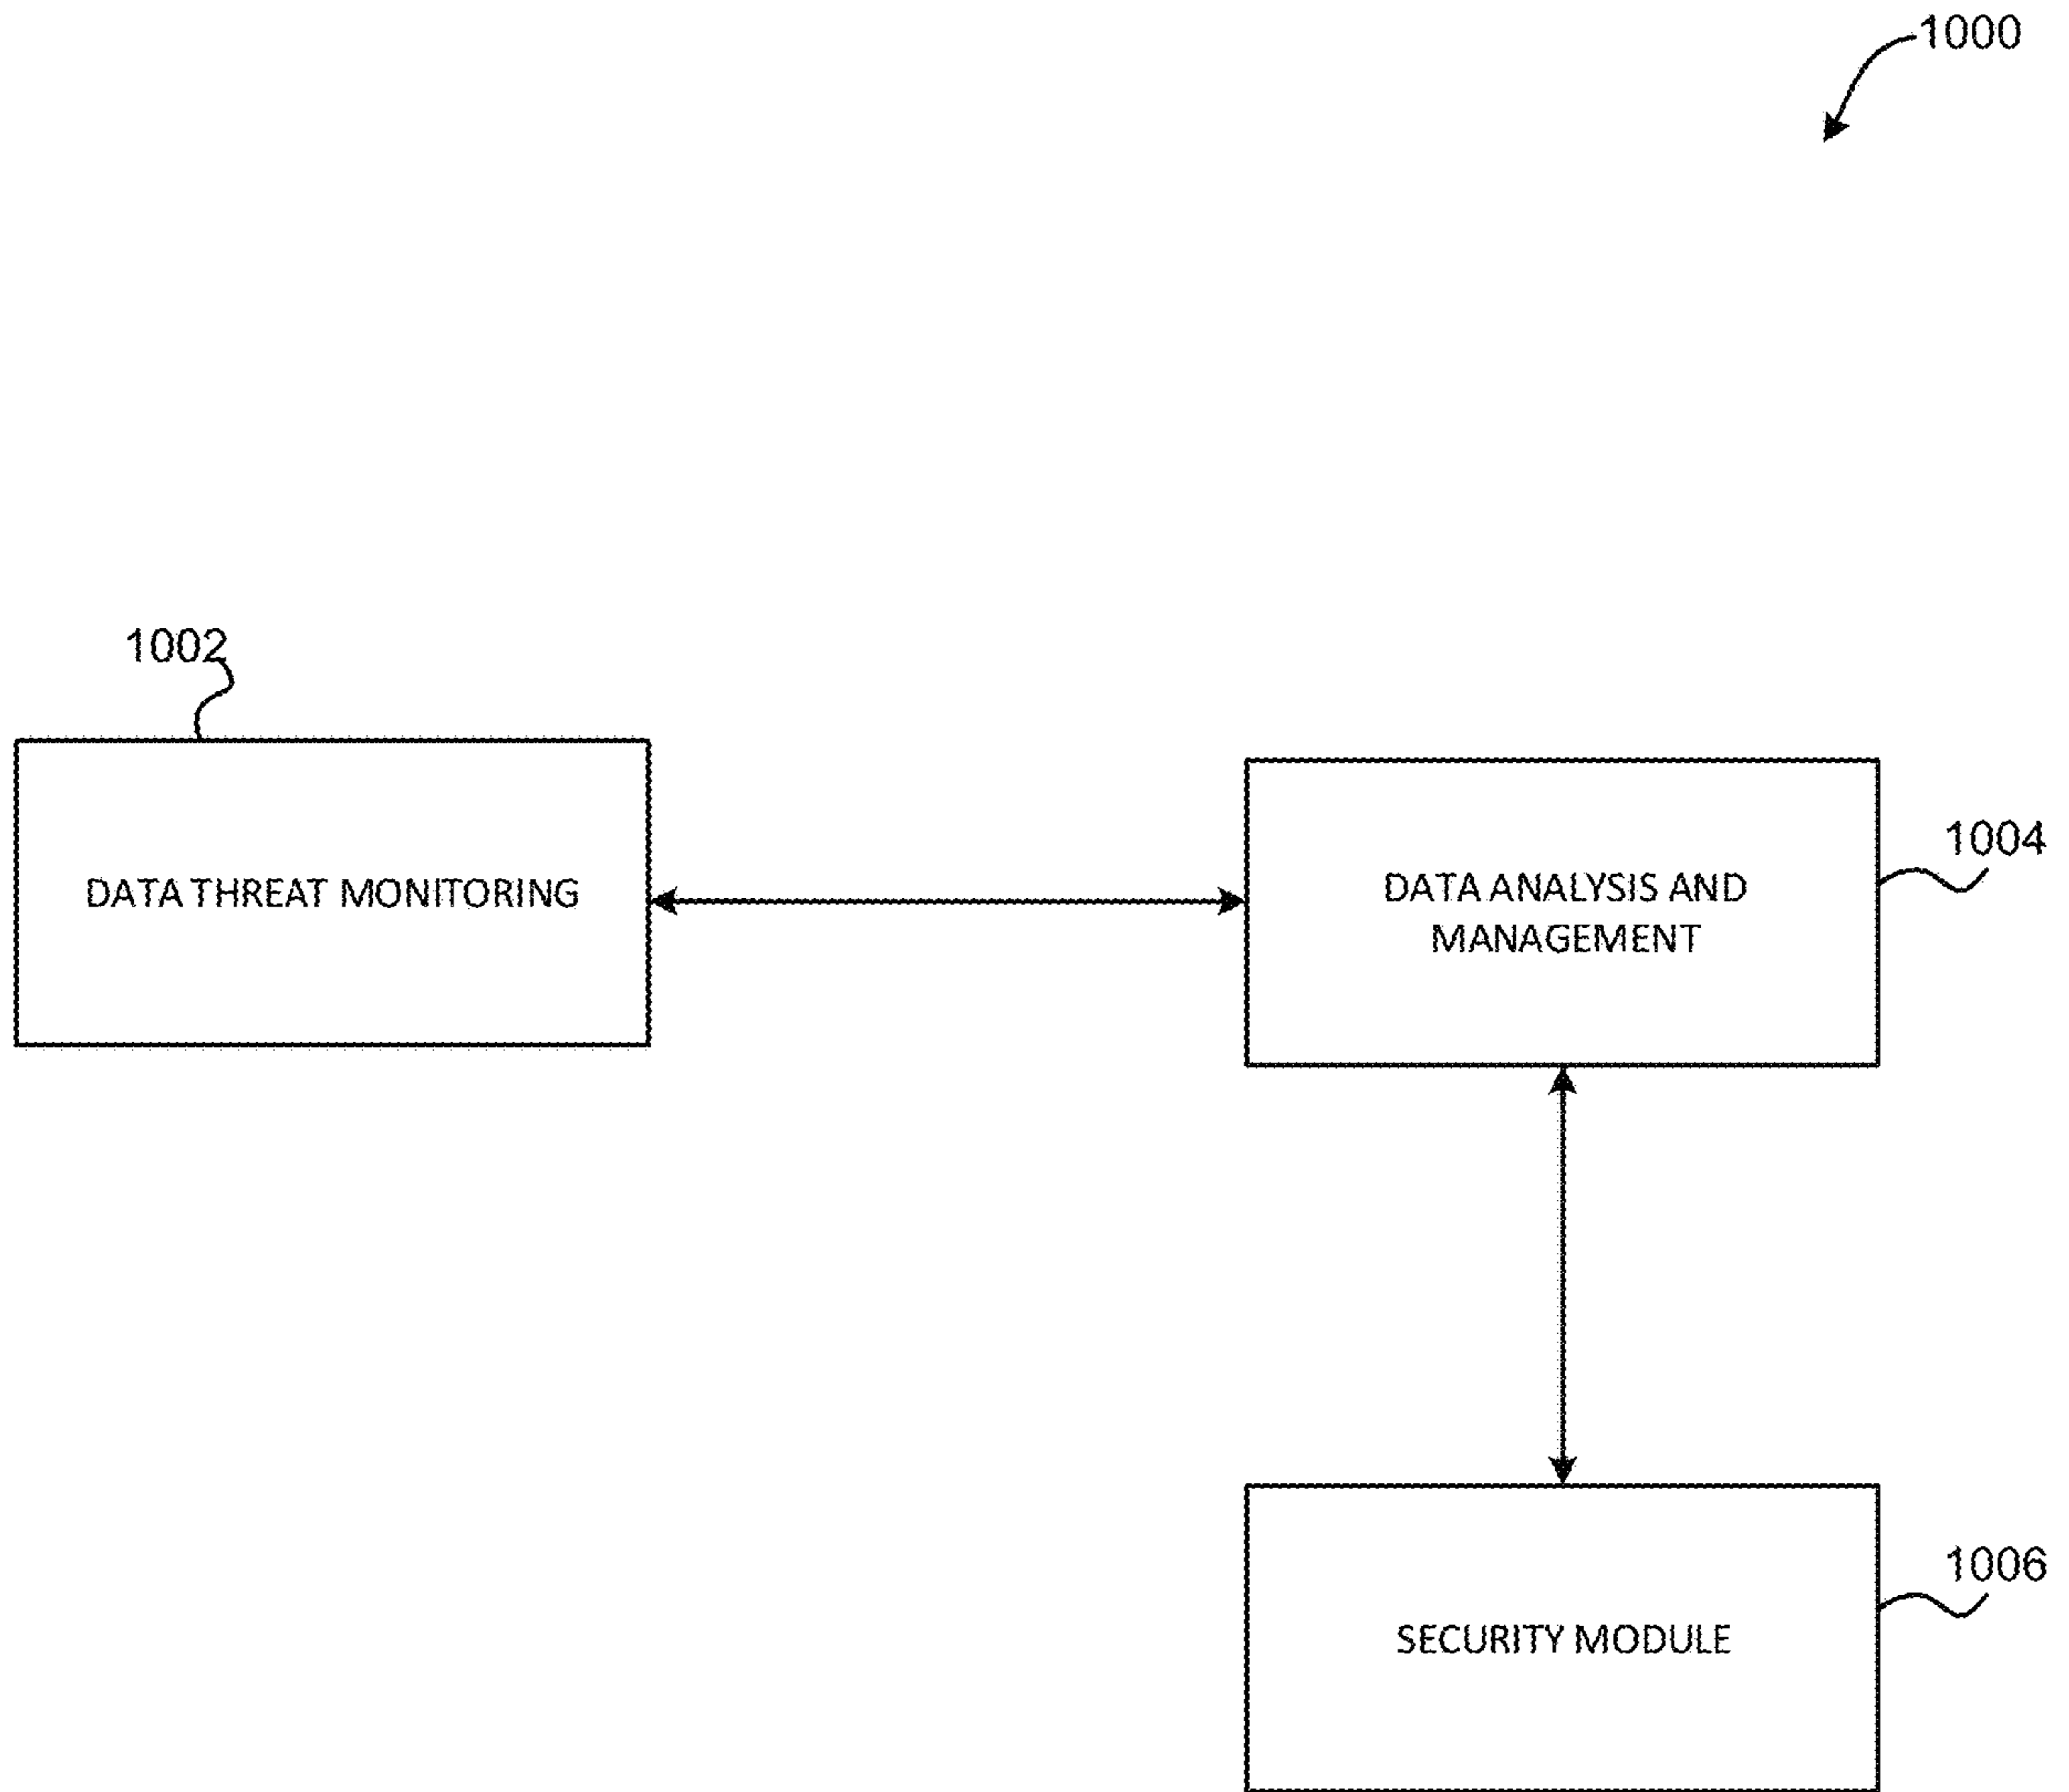 1000
1002
DATA THREAT MONITORING
1004
DATA ANALYSIS AND
MANAGEMENT
1006
SECURITY MODULE